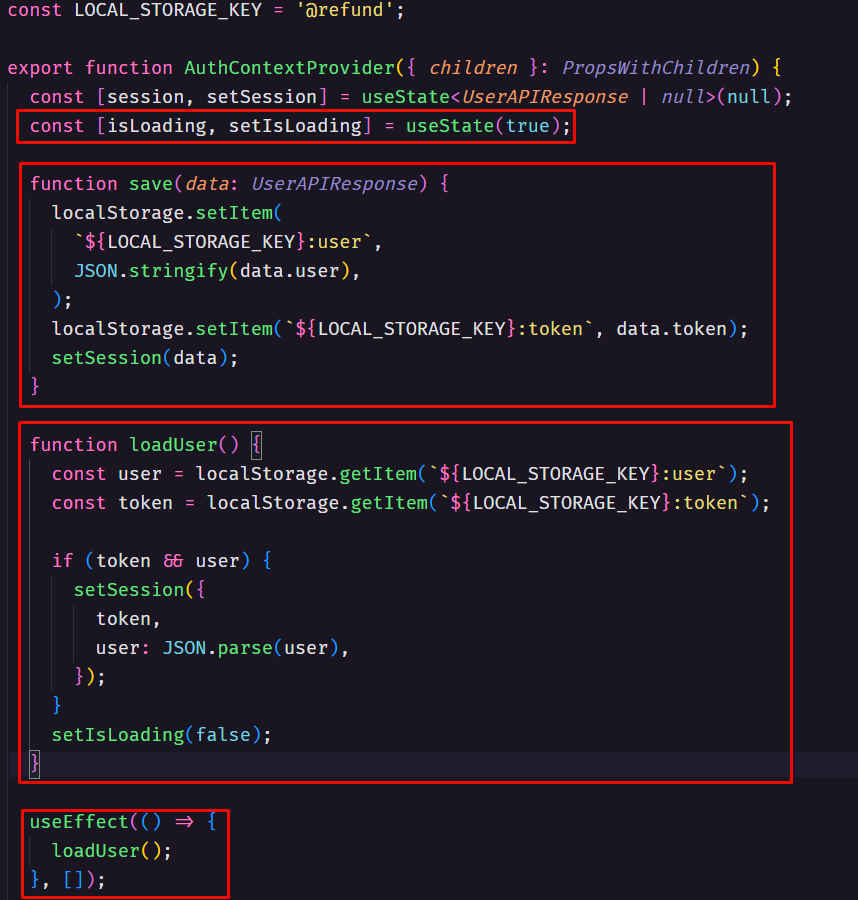 const LOCAL_STORAGE_KEY = '@refund';
export function AuthContextProvider({ children }: PropsWithChildren) {
const [session, setSession] = useState<UserAPIResponse | null>(null);
const [isLoading, setIsLoading] = useState(true);
function save(data: UserAPIResponse) {
localStorage.setItem(
`${LOCAL_STORAGE_KEY}:user`,
JSON.stringify(data.user),
);
localStorage.setItem(`${LOCAL_STORAGE_KEY}:token`, data.token);
setSession(data);
}
function loadUser() {
const user = localStorage.getItem(`${LOCAL_STORAGE_KEY}:user`);
const token = localStorage.getItem(`${LOCAL_STORAGE_KEY}:token`);
if (token && user) {
setSession({
token,
user: JSON.parse(user),
});
}
setIsLoading(false);
}
useEffect(() => {
loadUser();
}, []);